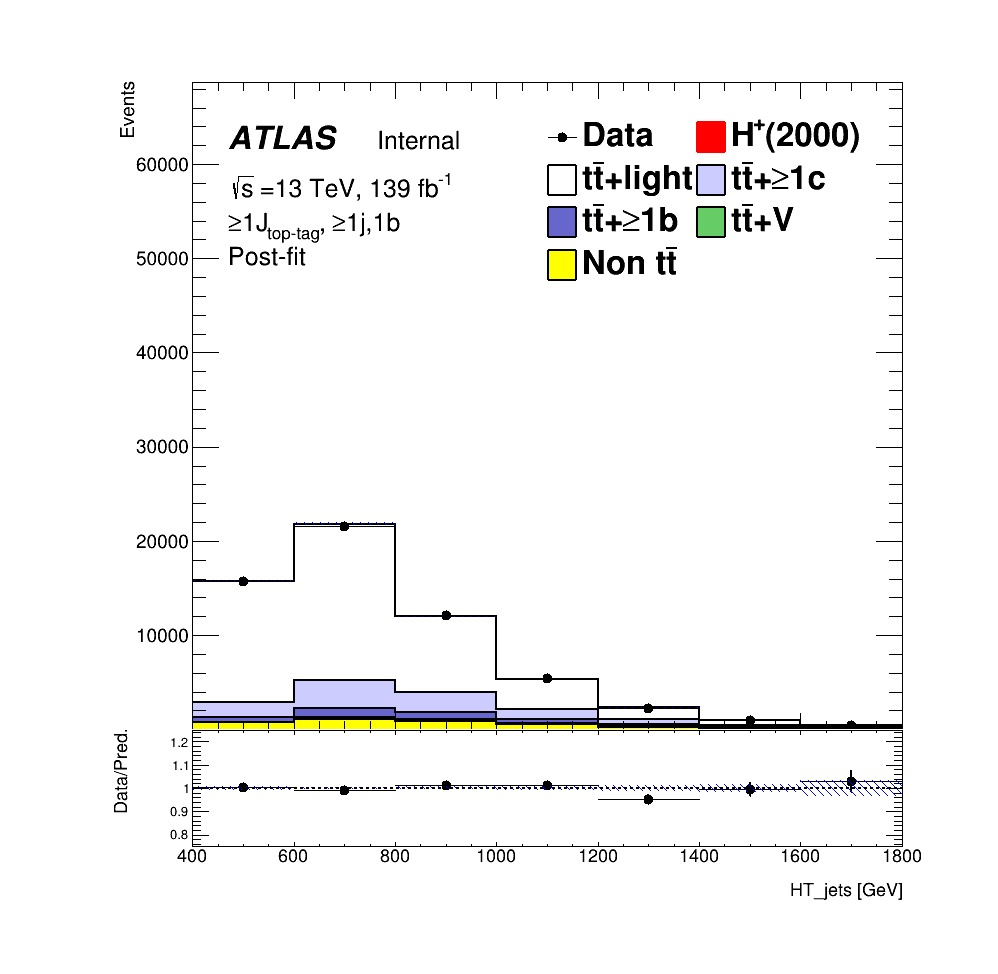 Events
60000
50000
40000
30000
20000
10000
ATLAS Internal
√s =13 TeV, 139 fb⁻¹
≥1J_top-tag, ≥1j,1b
Post-fit
Data
H⁺(2000)
tt̄+light
tt̄+≥1c
tt̄+≥1b
tt̄+V
Non tt̄
Data/Pred.
1.2
1.1
1
0.9
0.8
400 600 800 1000 1200 1400 1600 1800
HT_jets [GeV]